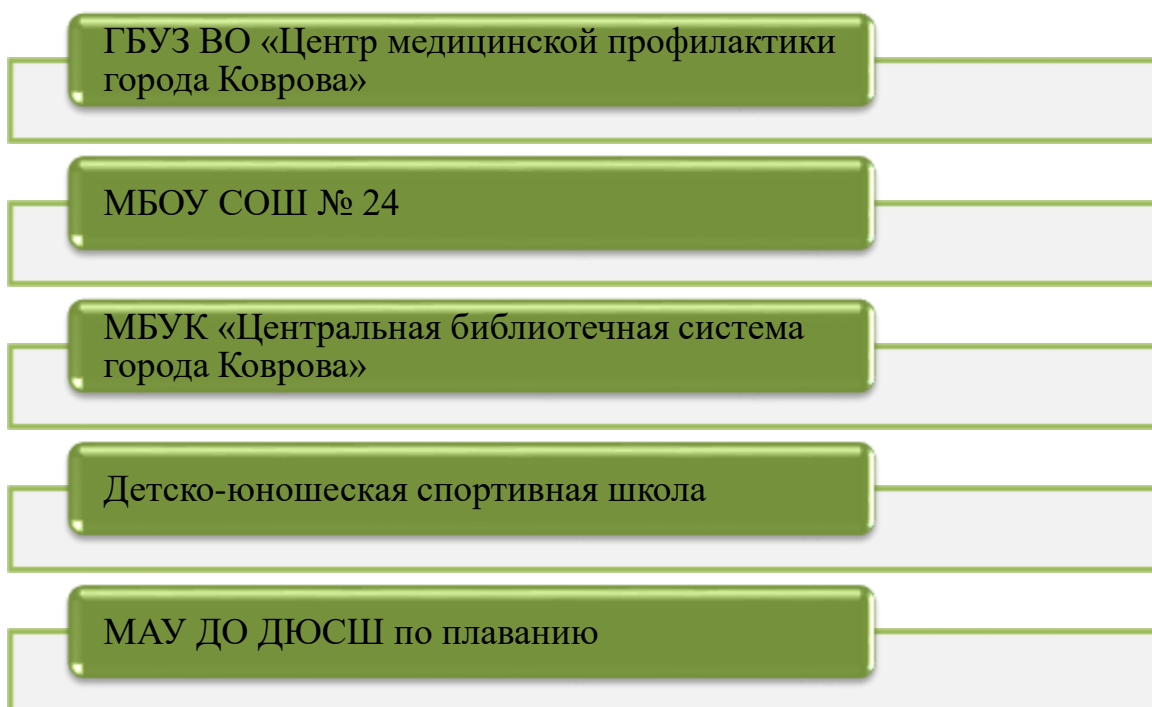 ГБУЗ ВО «Центр медицинской профилактики
города Коврова»
МБОУ СОШ № 24
МБУК «Центральная библиотечная система
города Коврова»
Детско-юношеская спортивная школа
МАУ ДО ДЮСШ по плаванию